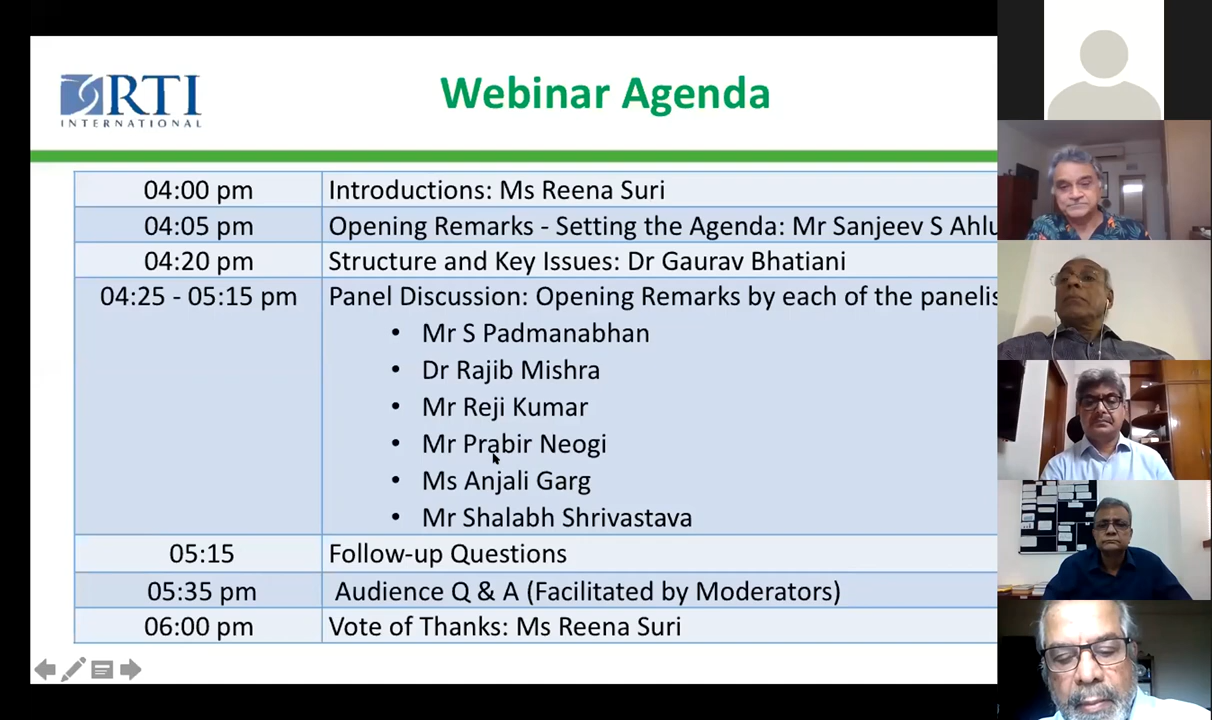 RTI
INTERNATIONAL
Webinar Agenda
04:00 pm Introductions: Ms Reena Suri
04:05 pm Opening Remarks - Setting the Agenda: Mr Sanjeev S Ahlu
04:20 pm Structure and Key Issues: Dr Gaurav Bhatiani
04:25 - 05:15 pm Panel Discussion: Opening Remarks by each of the panelis
• Mr S Padmanabhan
• Dr Rajib Mishra
• Mr Reji Kumar
• Mr Prabir Neogi
• Ms Anjali Garg
• Mr Shalabh Shrivastava
05:15 Follow-up Questions
05:35 pm Audience Q & A (Facilitated by Moderators)
06:00 pm Vote of Thanks: Ms Reena Suri